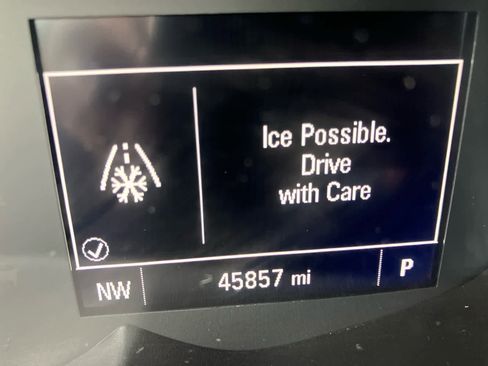 Ice Possible.
Drive
with Care
NW 45857 mi P